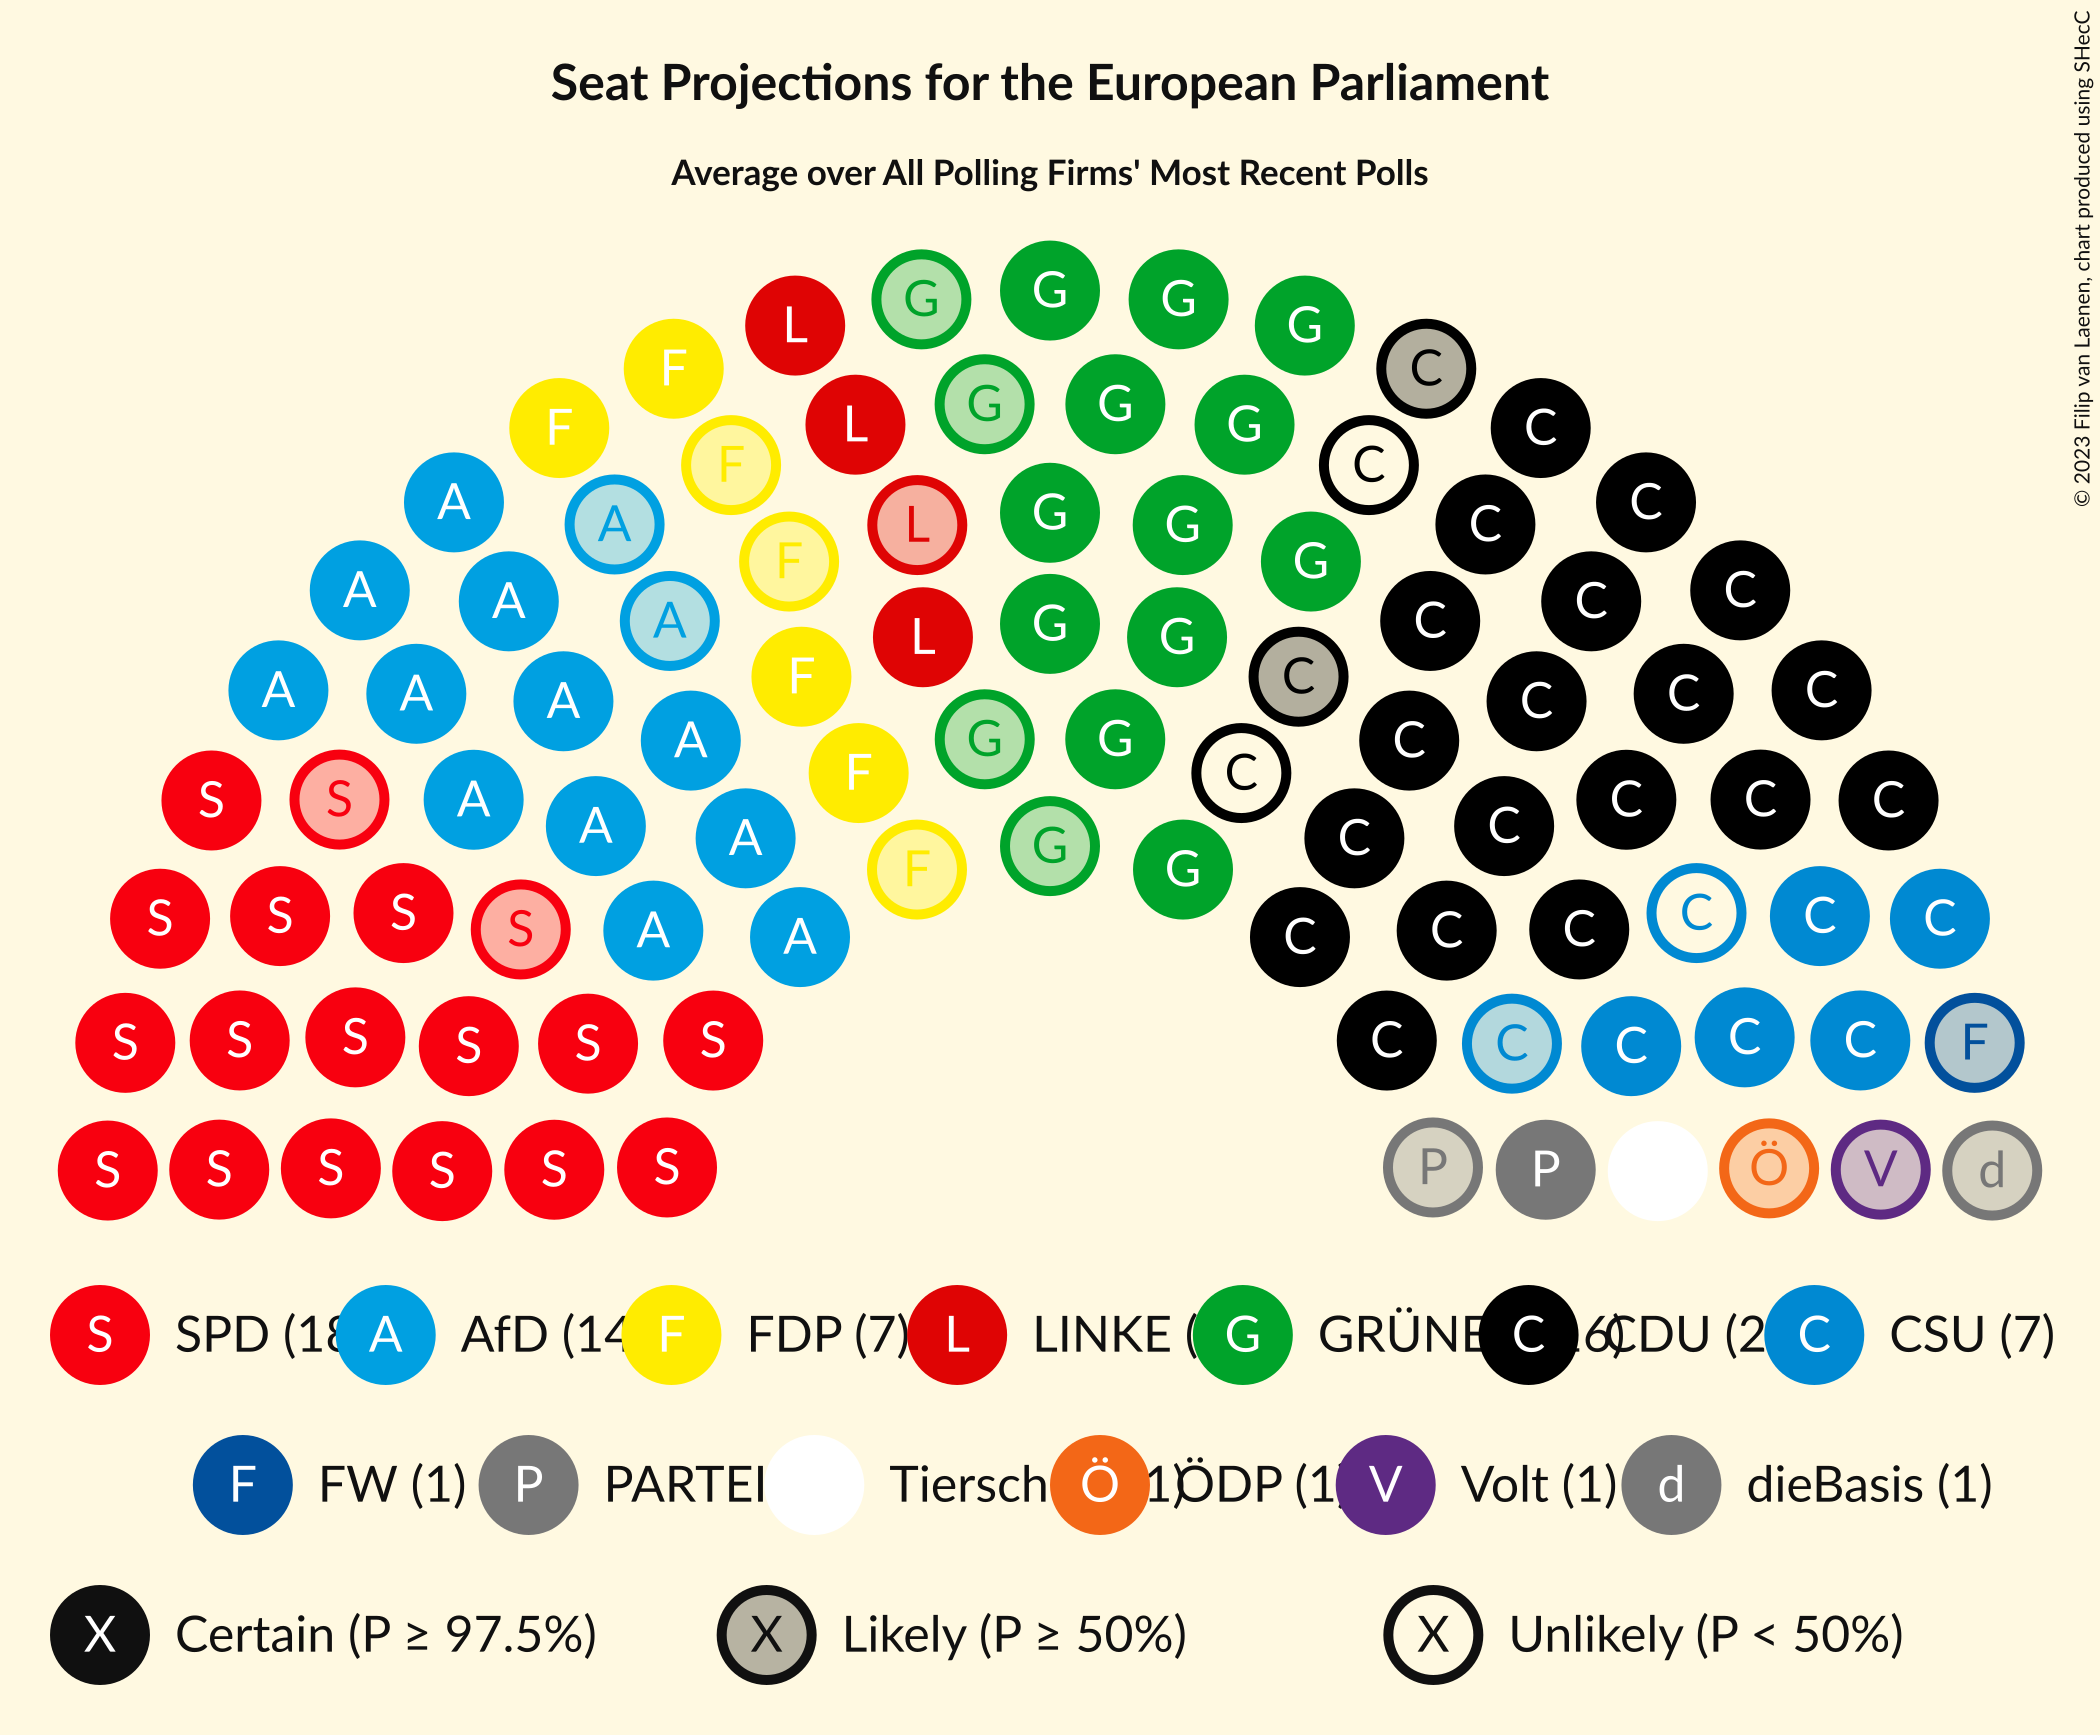 Seat Projections for the European Parliament
Average over All Polling Firms' Most Recent Polls
© 2023 Filip van Laenen, chart produced using SHecC
L G G G G
F C
F L G G G C
F C
A A L G G C C
A A F G C C
A L G G C
A A A F C C C C
A F G G C C
S S A A A G C C C C C
F G
S S S S A A C C C C C C
S S S S S S C C C C C F
S S S S S S P P Ö V d
S SPD (18 A AfD (14 F FDP (7) L LINKE ( G GRÜNE C 6) CDU (2 C CSU (7)
F FW (1) P PARTEI Tiersch Ö 1) ÖDP (1) V Volt (1) d dieBasis (1)
X Certain (P ≥ 97.5%) X Likely (P ≥ 50%) X Unlikely (P < 50%)